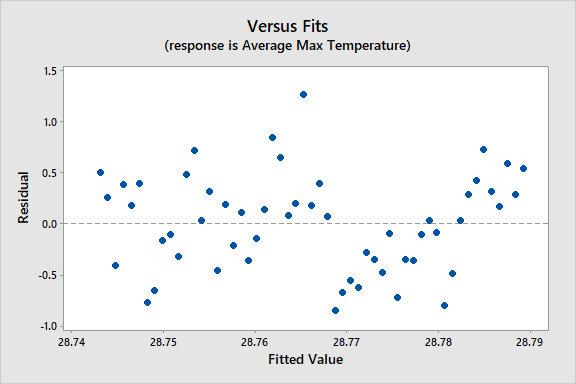 Versus Fits
(response is Average Max Temperature)
1.5
1.0
0.5
0.0
-0.5
-1.0
Residual
28.74 28.75 28.76 28.77 28.78 28.79
Fitted Value